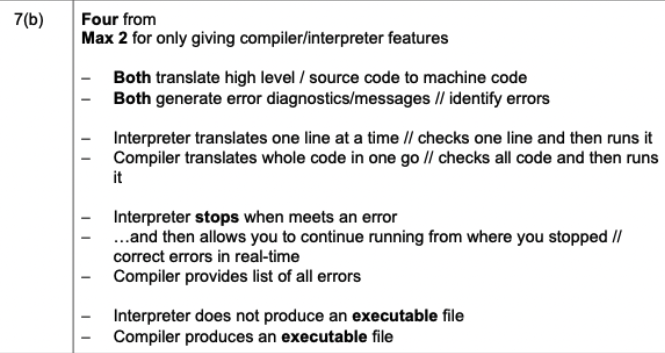 7(b)
Four from
Max 2 for only giving compiler/interpreter features
– Both translate high level / source code to machine code
– Both generate error diagnostics/messages // identify errors
– Interpreter translates one line at a time // checks one line and then runs it
– Compiler translates whole code in one go // checks all code and then runs
it
– Interpreter stops when meets an error
– …and then allows you to continue running from where you stopped //
correct errors in real-time
– Compiler provides list of all errors
– Interpreter does not produce an executable file
– Compiler produces an executable file